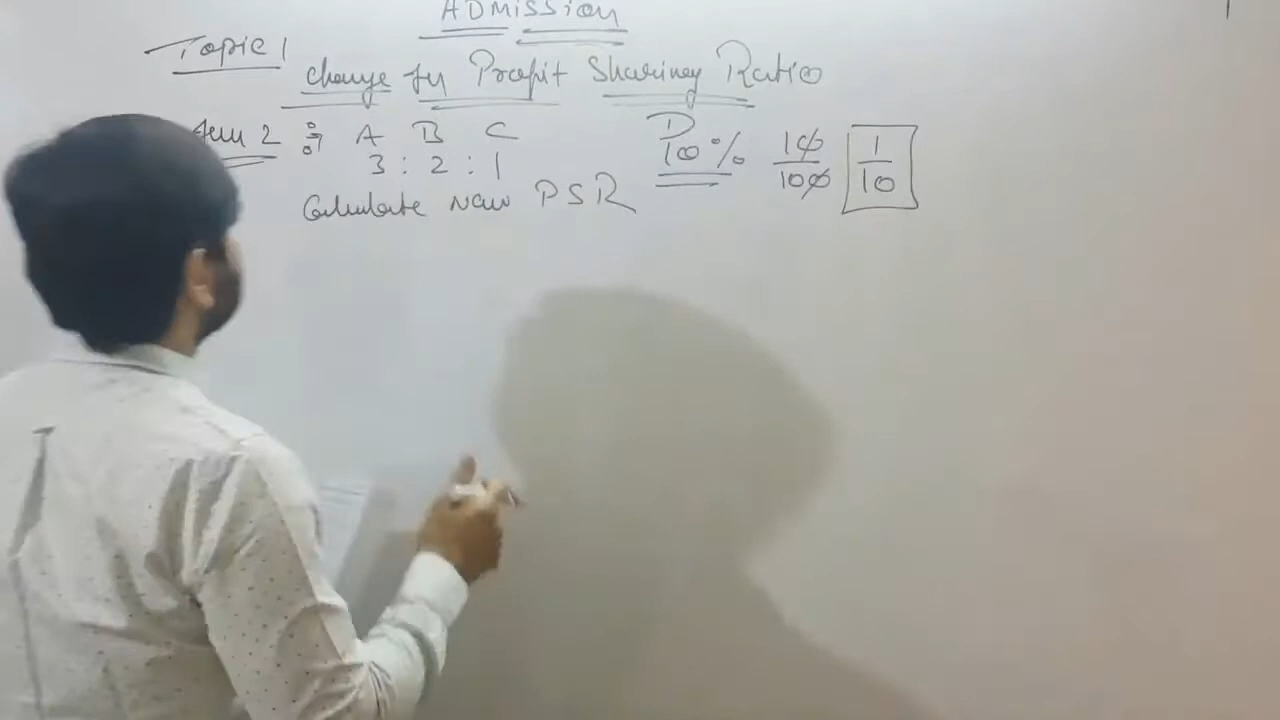 ADMISSION
Topic 1
Change in Profit Sharing Ratio
2 A B C D
3 : 2 : 1 10% 10/100 1/10
Calculate New PSR